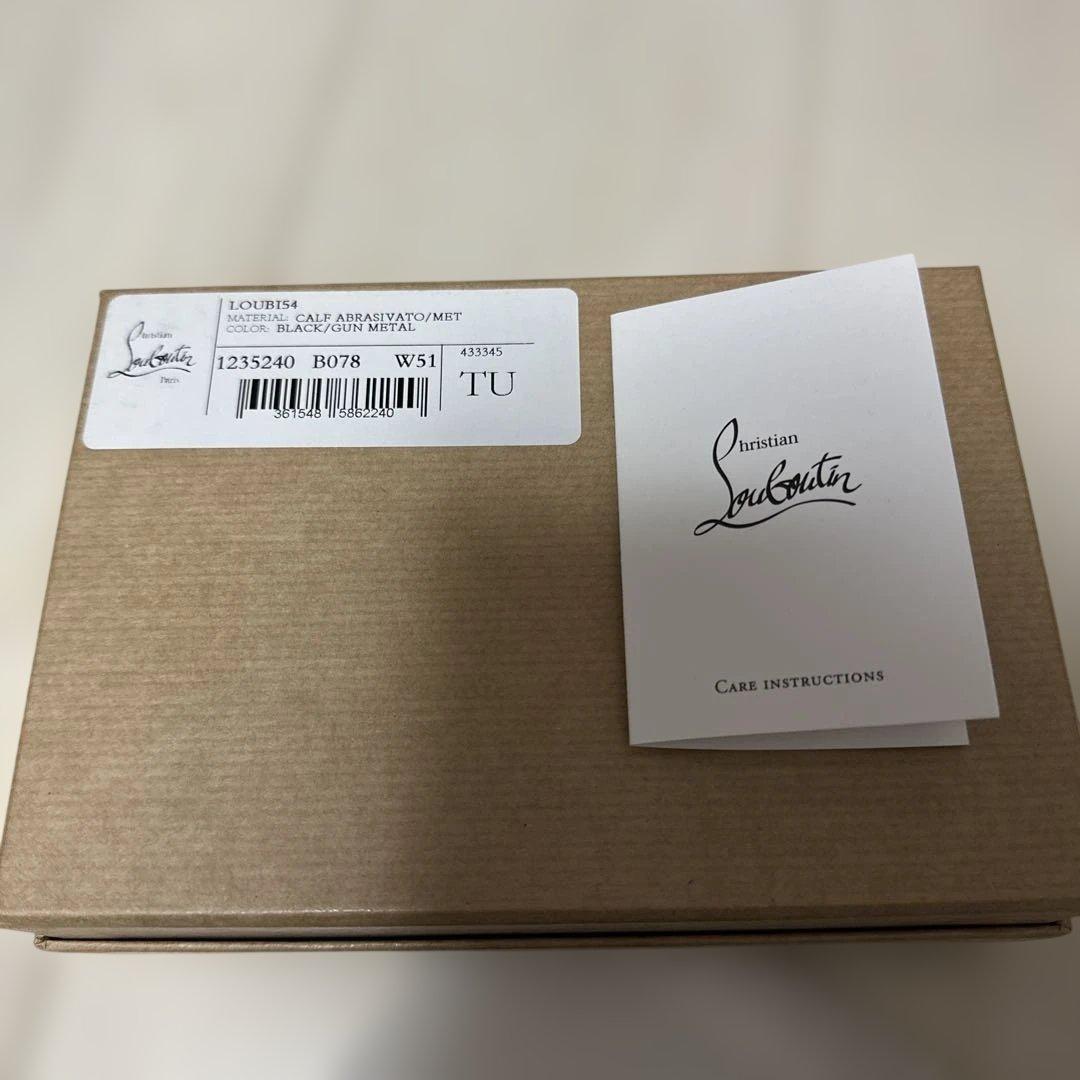 Christian
Louboutin
Paris
LOUBI54
MATERIAL: CALF ABRASIVATO/MET
COLOR: BLACK/GUN METAL
1235240 B078 W51
433345
TU
361548 5862240
Christian
Louboutin
CARE INSTRUCTIONS